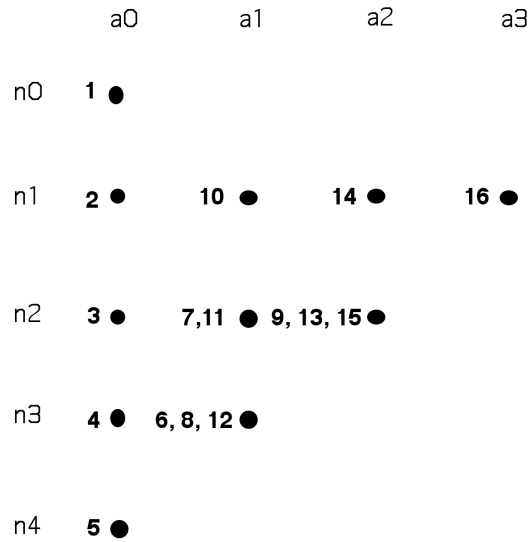 a0 a1 a2 a3
n0 1
n1 2 10 14 16
n2 3 7,11 9, 13, 15
n3 4 6, 8, 12
n4 5